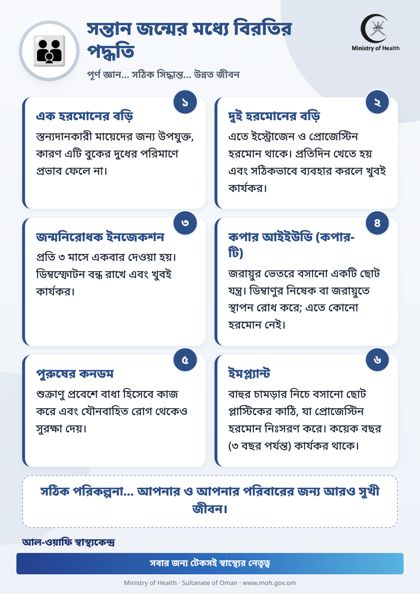 সন্তান জন্মের মধ্যে বিরতির
পদ্ধতি
পূর্ণ জ্ঞান... সঠিক সিদ্ধান্ত... উন্নত জীবন
Ministry of Health
১
এক হরমোনের বড়ি
স্তন্যদানকারী মায়েদের জন্য উপযুক্ত,
কারণ এটি বুকের দুধের পরিমাণে
প্রভাব ফেলে না।
২
দুই হরমোনের বড়ি
এতে ইস্ট্রোজেন ও প্রোজেস্টিন
হরমোন থাকে। প্রতিদিন খেতে হয়
এবং সঠিকভাবে ব্যবহার করলে খুবই
কার্যকর।
৩
জন্মনিরোধক ইনজেকশন
প্রতি ৩ মাসে একবার দেওয়া হয়।
ডিম্বস্ফোটন বন্ধ রাখে এবং খুবই
কার্যকর।
৪
কপার আইইউডি (কপার-
টি)
জরায়ুর ভেতরে বসানো একটি ছোট
যন্ত্র। ডিম্বাণুর নিষেক বা জরায়ুতে
স্থাপন রোধ করে; এতে কোনো
হরমোন নেই।
৫
পুরুষের কনডম
শুক্রাণু প্রবেশে বাধা হিসেবে কাজ
করে এবং যৌনবাহিত রোগ থেকেও
সুরক্ষা দেয়।
৬
ইমপ্ল্যান্ট
বাহুর চামড়ার নিচে বসানো ছোট
প্লাস্টিকের কাঠি, যা প্রোজেস্টিন
হরমোন নিঃসরণ করে। কয়েক বছর
(৩ বছর পর্যন্ত) কার্যকর থাকে।
সঠিক পরিকল্পনা... আপনার ও আপনার পরিবারের জন্য আরও সুখী
জীবন।
আল-ওয়াফি স্বাস্থ্যকেন্দ্র
সবার জন্য টেকসই স্বাস্থ্যের নেতৃত্ব
Ministry of Health · Sultanate of Oman · www.moh.gov.om